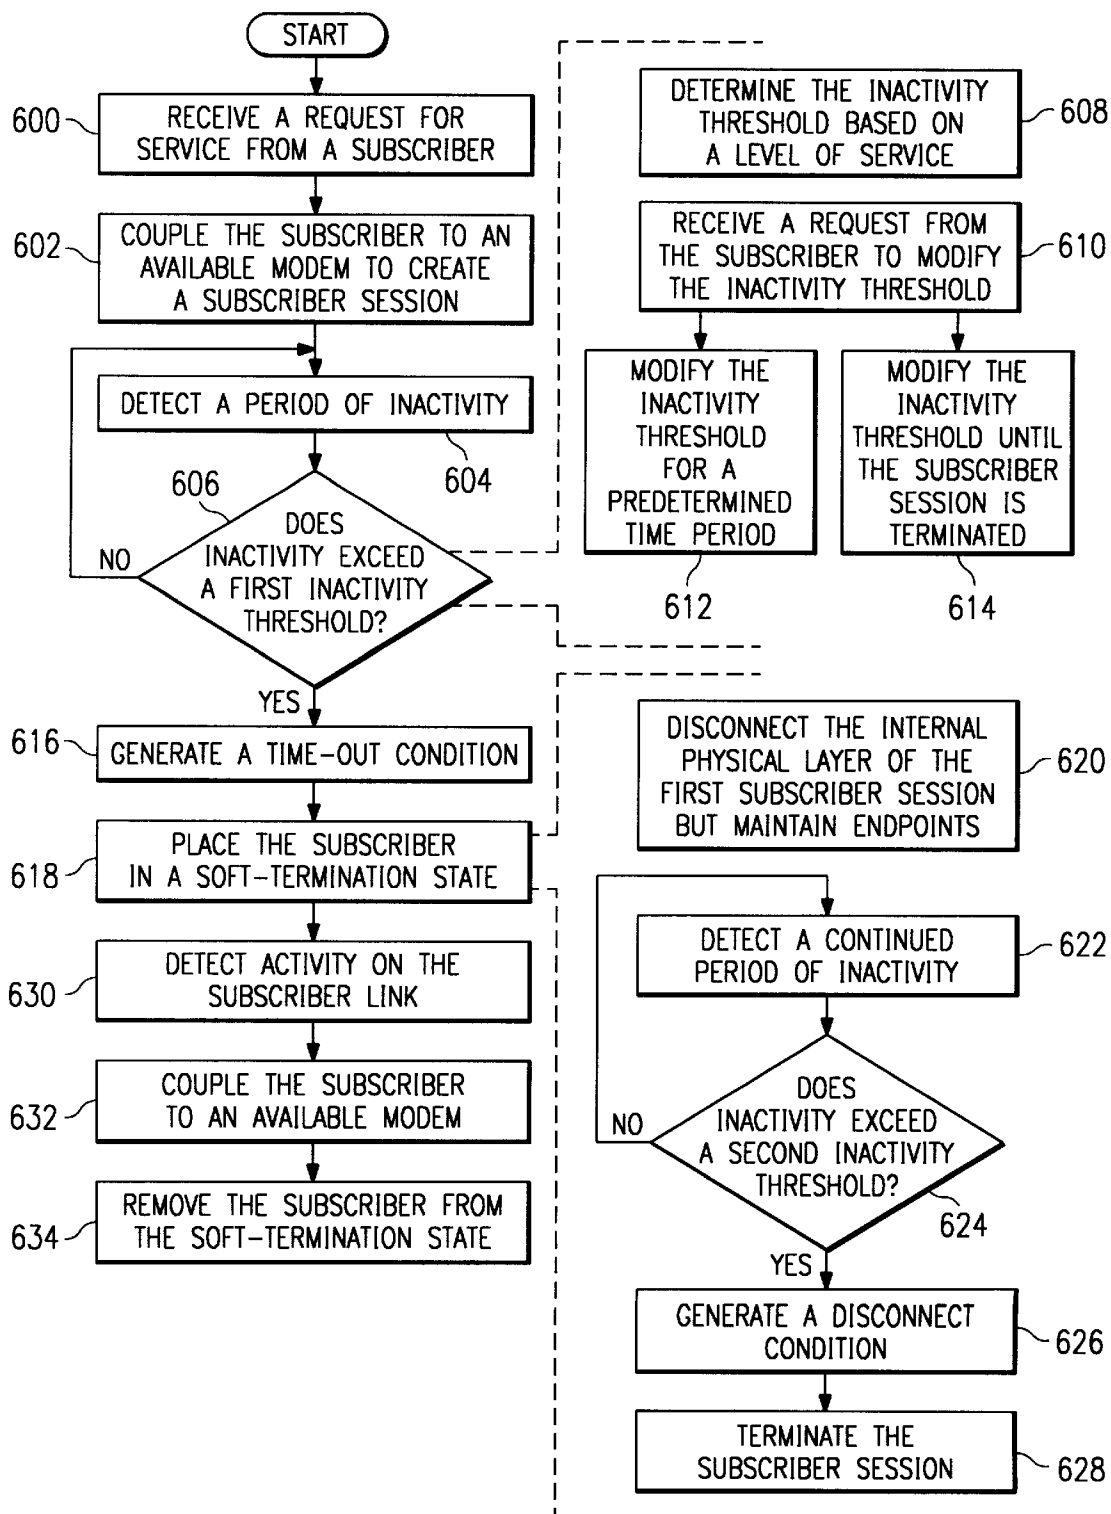 START
600
RECEIVE A REQUEST FOR
SERVICE FROM A SUBSCRIBER
602
COUPLE THE SUBSCRIBER TO AN
AVAILABLE MODEM TO CREATE
A SUBSCRIBER SESSION
DETECT A PERIOD OF INACTIVITY
604
606
DOES
INACTIVITY EXCEED
A FIRST INACTIVITY
THRESHOLD?
NO
YES
616
GENERATE A TIME-OUT CONDITION
618
PLACE THE SUBSCRIBER
IN A SOFT-TERMINATION STATE
630
DETECT ACTIVITY ON THE
SUBSCRIBER LINK
632
COUPLE THE SUBSCRIBER
TO AN AVAILABLE MODEM
634
REMOVE THE SUBSCRIBER FROM
THE SOFT-TERMINATION STATE
DETERMINE THE INACTIVITY
THRESHOLD BASED ON
A LEVEL OF SERVICE
608
RECEIVE A REQUEST FROM
THE SUBSCRIBER TO MODIFY
THE INACTIVITY THRESHOLD
610
MODIFY THE
INACTIVITY
THRESHOLD
FOR A
PREDETERMINED
TIME PERIOD
612
MODIFY THE
INACTIVITY
THRESHOLD UNTIL
THE SUBSCRIBER
SESSION IS
TERMINATED
614
DISCONNECT THE INTERNAL
PHYSICAL LAYER OF THE
FIRST SUBSCRIBER SESSION
BUT MAINTAIN ENDPOINTS
620
DETECT A CONTINUED
PERIOD OF INACTIVITY
622
DOES
INACTIVITY EXCEED
A SECOND INACTIVITY
THRESHOLD?
NO
624
YES
GENERATE A DISCONNECT
CONDITION
626
TERMINATE THE
SUBSCRIBER SESSION
628